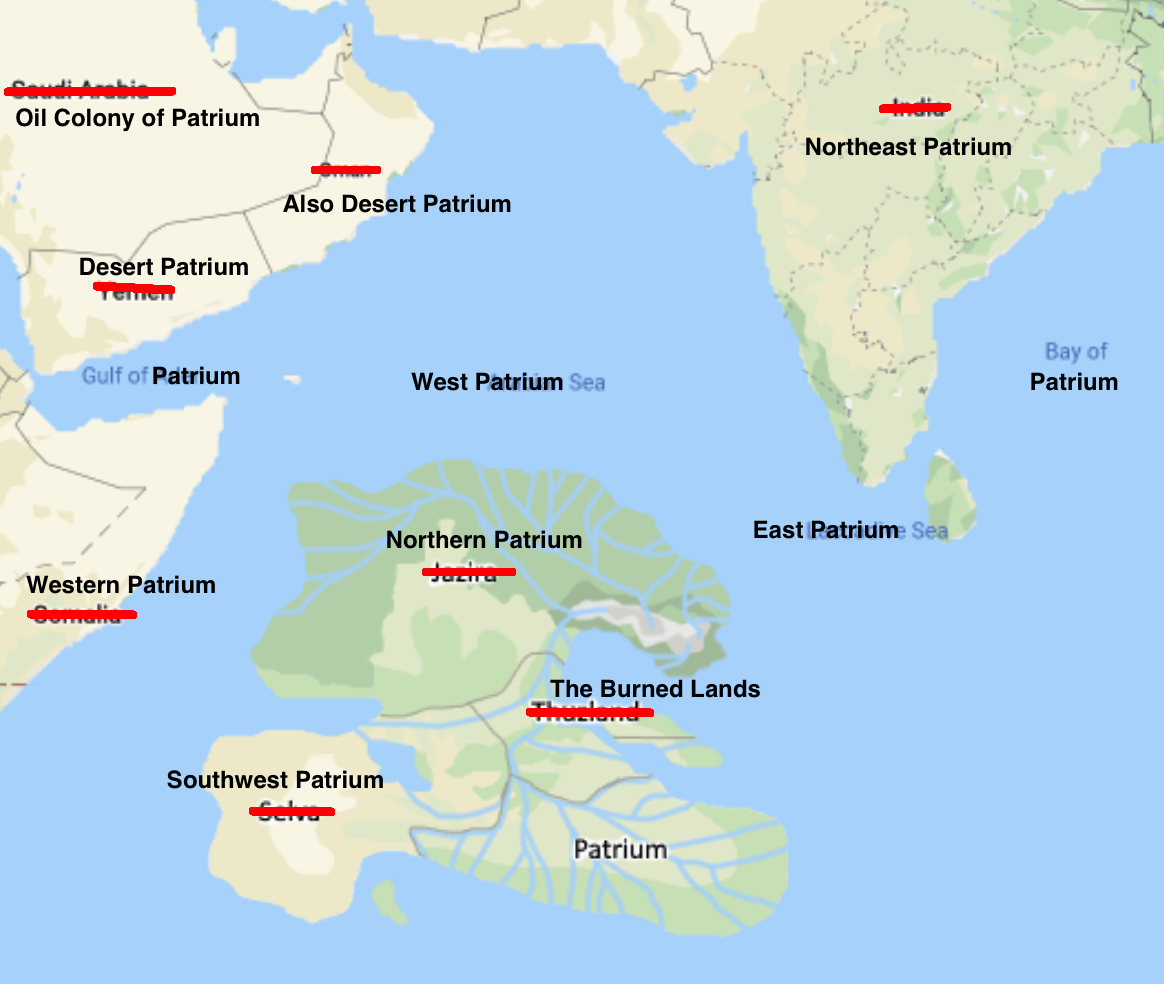 Saudi Arabia
Oil Colony of Patrium
India
Northeast Patrium
Oman
Also Desert Patrium
Desert Patrium
Yemen
Gulf of Patrium
West Patrium Sea
Bay of
Patrium
East Patrium Sea
Northern Patrium
Jazira
Western Patrium
Somalia
The Burned Lands
Thuzland
Southwest Patrium
Selva
Patrium